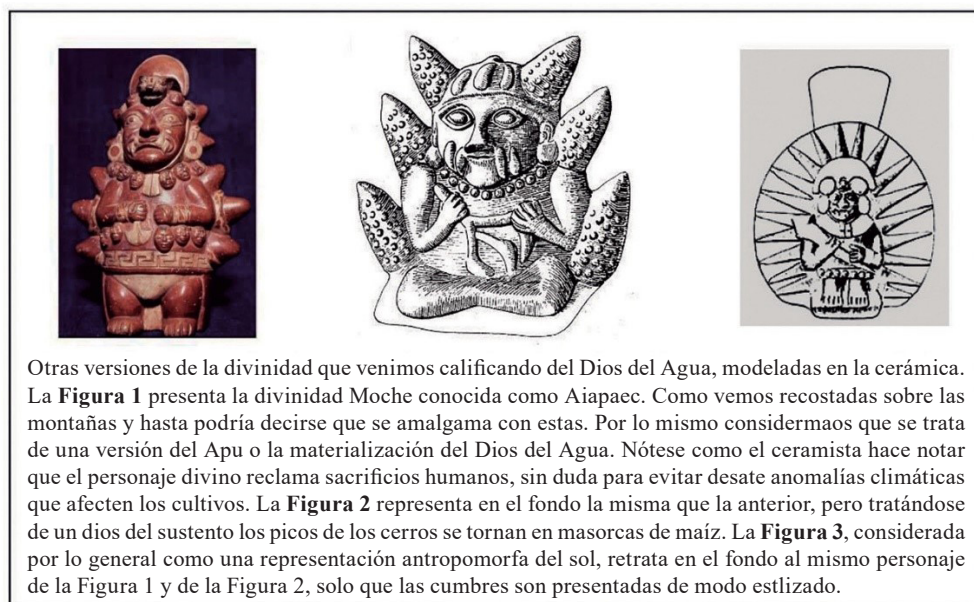 Otras versiones de la divinidad que venimos calificando del Dios del Agua, modeladas en la cerámica.
La Figura 1 presenta la divinidad Moche conocida como Aiapaec. Como vemos recostadas sobre las
montañas y hasta podría decirse que se amalgama con estas. Por lo mismo considermaos que se trata
de una versión del Apu o la materialización del Dios del Agua. Nótese como el ceramista hace notar
que el personaje divino reclama sacrificios humanos, sin duda para evitar desate anomalías climáticas
que afecten los cultivos. La Figura 2 representa en el fondo la misma que la anterior, pero tratándose
de un dios del sustento los picos de los cerros se tornan en masorcas de maíz. La Figura 3, considerada
por lo general como una representación antropomorfa del sol, retrata en el fondo al mismo personaje
de la Figura 1 y de la Figura 2, solo que las cumbres son presentadas de modo estlizado.